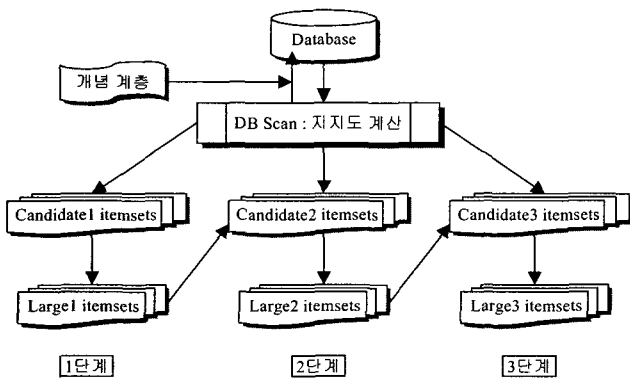 Database
개념 계층
DB Scan : 지지도 계산
Candidate1 itemsets
Candidate2 itemsets
Candidate3 itemsets
Large1 itemsets
Large2 itemsets
Large3 itemsets
1단계
2단계
3단계